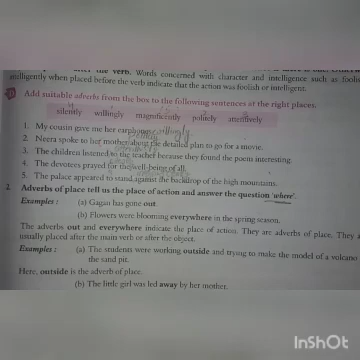 after the verb. Words concerned with character and intelligence such as foolis
intelligently when placed before the verb indicate that the action was foolish or intelligent.
Add suitable adverbs from the box to the following sentences at the right places.
silently willingly magnificently politely attentively
1. My cousin gave me her earphones. willingly
2. Neera spoke to her mother about the detailed plan to go for a movie.
3. The children listened to the teacher because they found the poem interesting.
4. The devotees prayed for the well-being of all.
5. The palace appeared to stand against the backdrop of the high mountains.
2. Adverbs of place tell us the place of action and answer the question 'where'.
Examples : (a) Gagan has gone out.
(b) Flowers were blooming everywhere in the spring season.
The adverbs out and everywhere indicate the place of action. They are adverbs of place. They a
usually placed after the main verb or after the object.
Examples : (a) The students were working outside and trying to make the model of a volcano
the sand pit.
Here, outside is the adverb of place.
(b) The little girl was led away by her mother.
InShOt